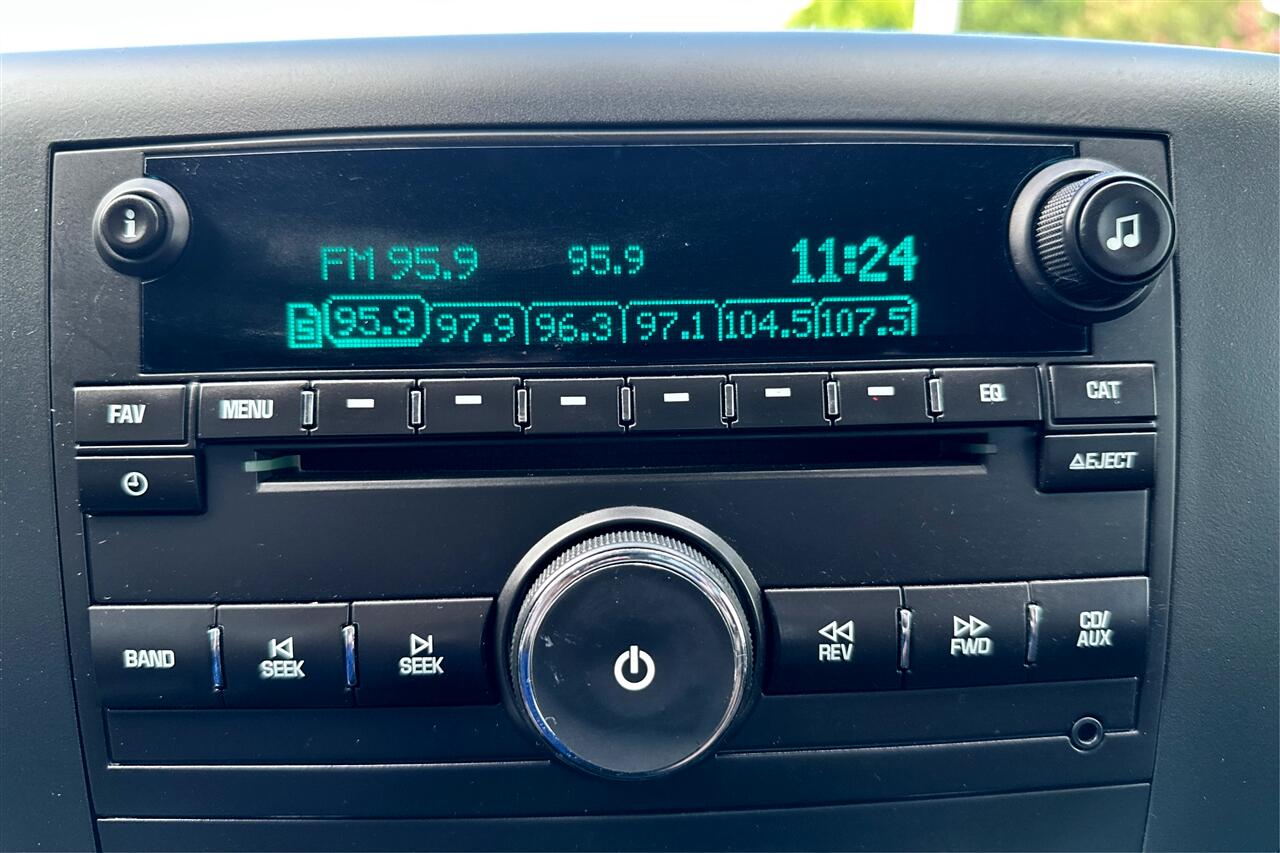 i
FM 95.9 95.9 11:24
5 95.9 97.9 96.3 97.1 104.5 107.5
FAV MENU EQ CAT
EJECT
BAND SEEK SEEK REV FWD CD/
AUX